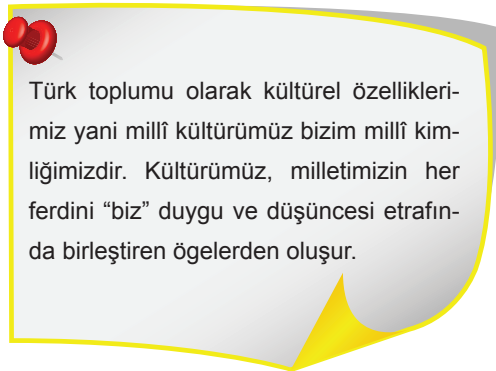 Türk toplumu olarak kültürel özellikleri-
miz yani millî kültürümüz bizim millî kim-
liğimizdir. Kültürümüz, milletimizin her
ferdini “biz” duygu ve düşüncesi etrafın-
da birleştiren ögelerden oluşur.